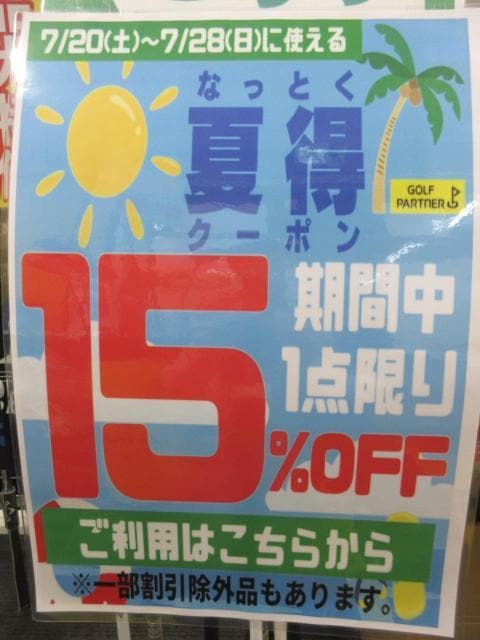 7/20(土)～7/28(日)に使える
なっとく
夏得
クーポン
GOLF
PARTNER
15
期間中
1点限り
%OFF
ご利用はこちらから
※一部割引除外品もあります。